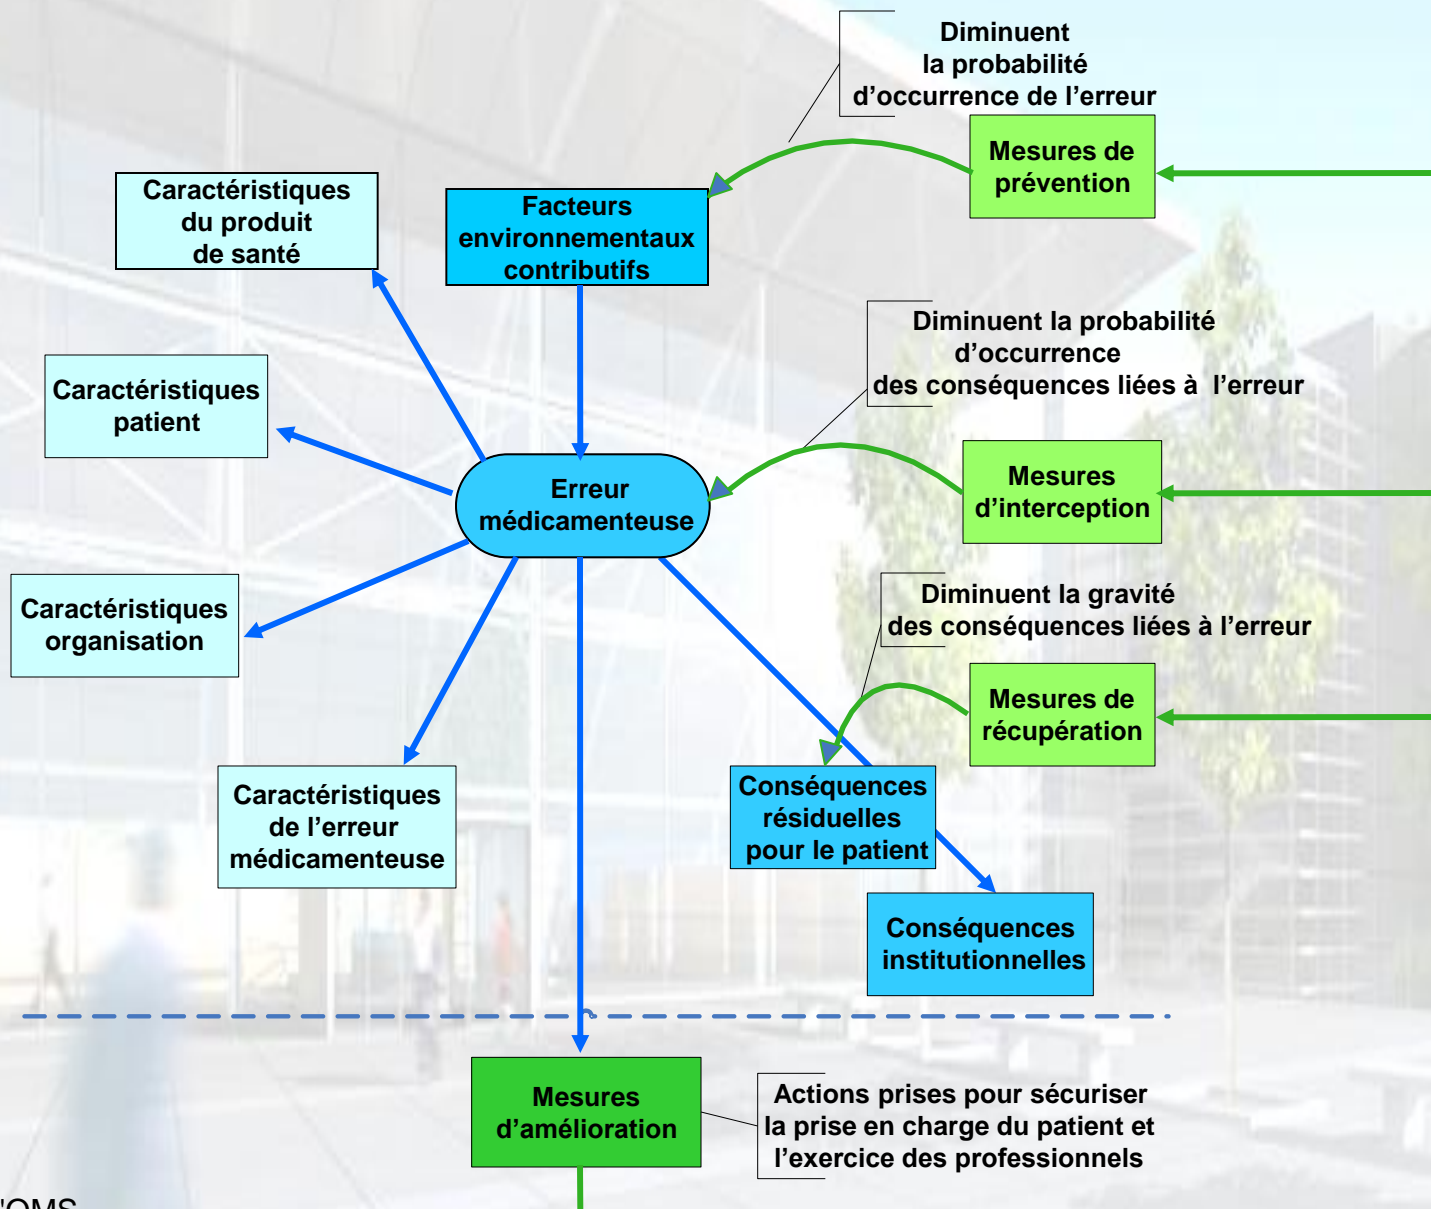 Diminuent
la probabilité
d'occurrence de l'erreur
Mesures de
prévention
Caractéristiques
du produit
de santé
Facteurs
environnementaux
contributifs
Diminuent la probabilité
d'occurrence
des conséquences liées à l'erreur
Caractéristiques
patient
Mesures
d'interception
Erreur
médicamenteuse
Caractéristiques
organisation
Diminuent la gravité
des conséquences liées à l'erreur
Mesures de
récupération
Caractéristiques
de l'erreur
médicamenteuse
Conséquences
résiduelles
pour le patient
Conséquences
institutionnelles
Mesures
d'amélioration
Actions prises pour sécuriser
la prise en charge du patient et
l'exercice des professionnels